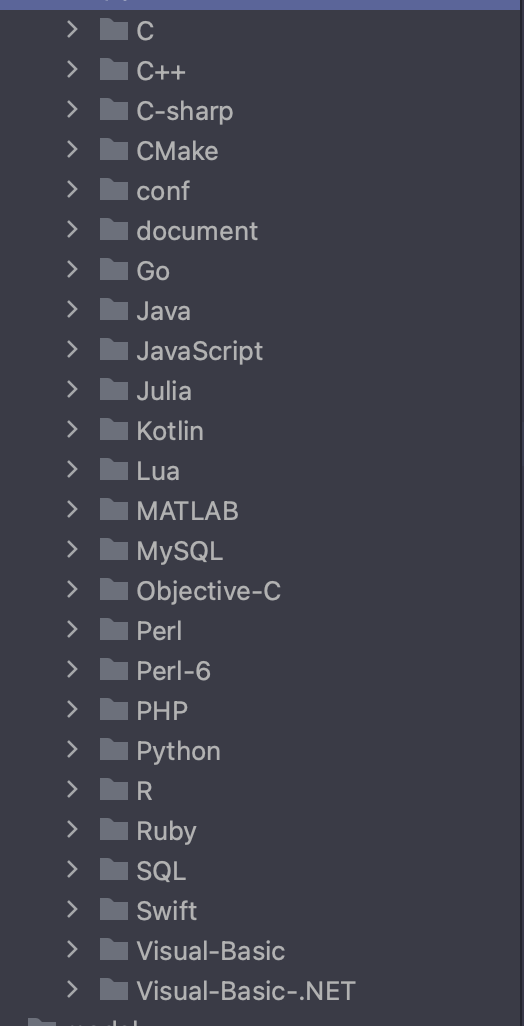 C
C++
C-sharp
CMake
conf
document
Go
Java
JavaScript
Julia
Kotlin
Lua
MATLAB
MySQL
Objective-C
Perl
Perl-6
PHP
Python
R
Ruby
SQL
Swift
Visual-Basic
Visual-Basic-.NET